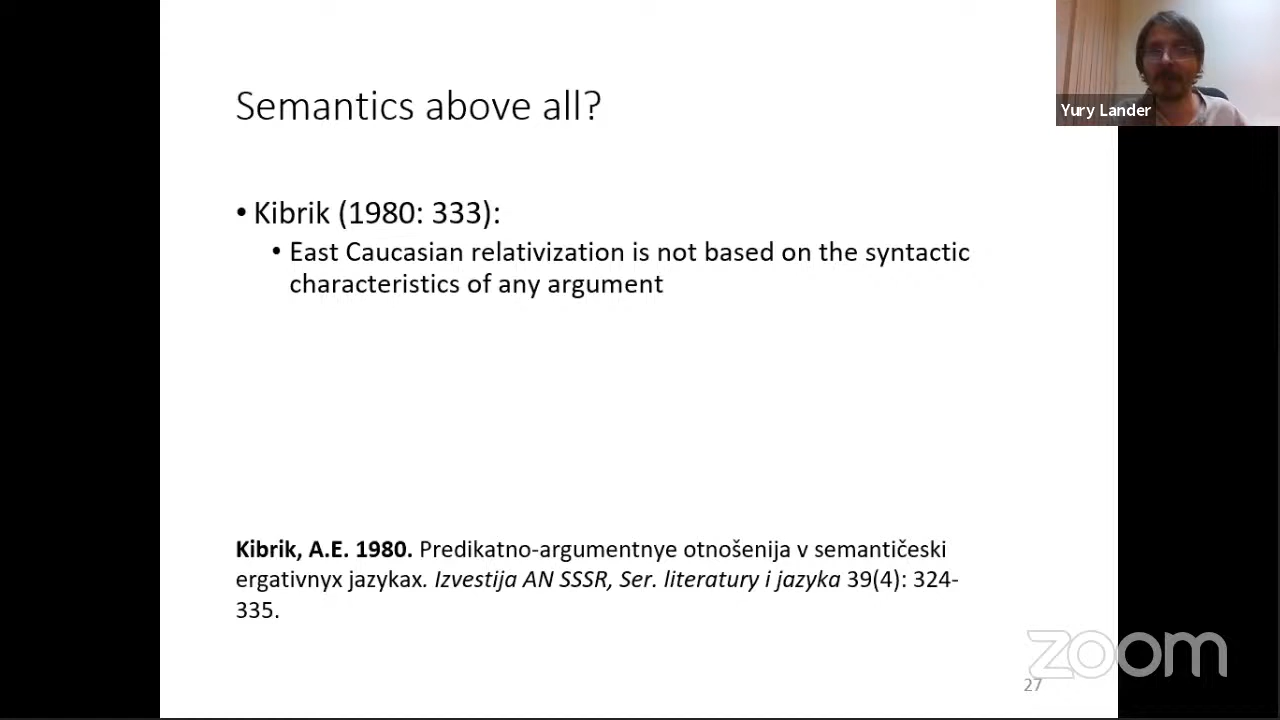 Semantics above all?
Yury Lander
• Kibrik (1980: 333):
• East Caucasian relativization is not based on the syntactic
characteristics of any argument
Kibrik, A.E. 1980. Predikatno-argumentnye otnošenija v semantičeski
ergativnyx jazykax. Izvestija AN SSSR, Ser. literatury i jazyka 39(4): 324-
335.
zoom
27